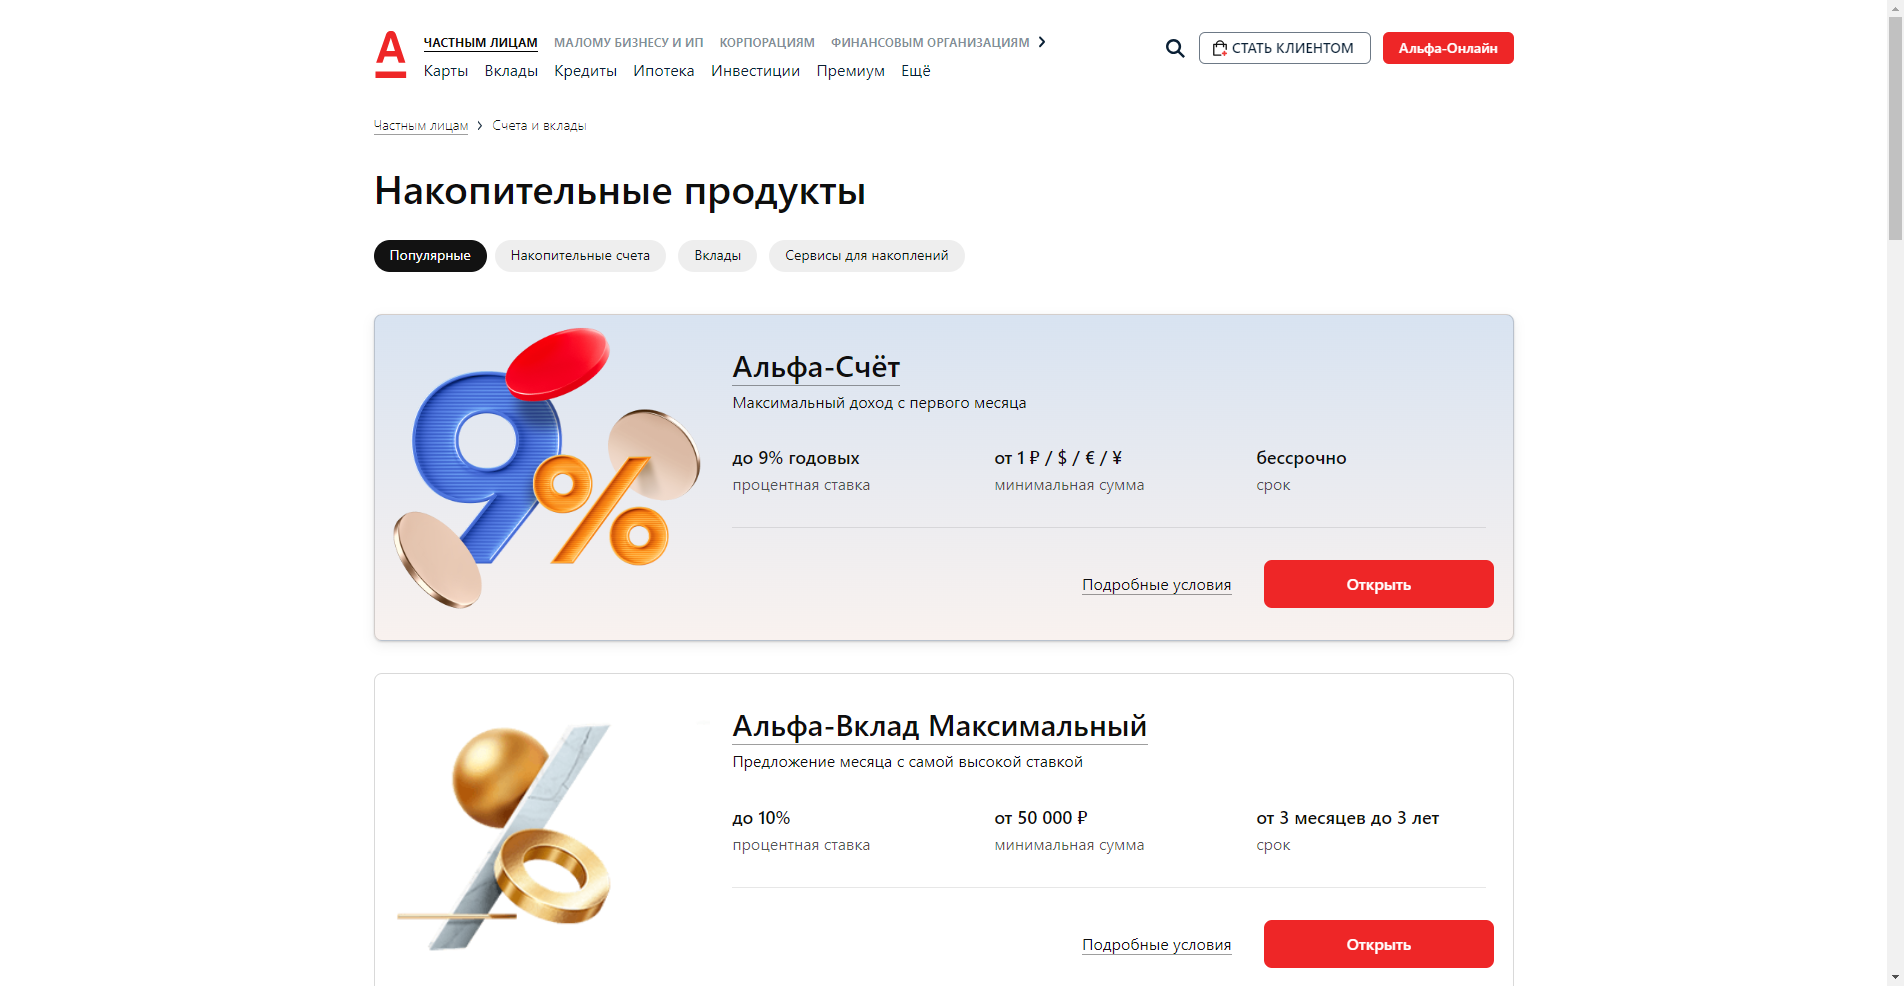 А ЧАСТНЫМ ЛИЦАМ МАЛОМУ БИЗНЕСУ И ИП КОРПОРАЦИЯМ ФИНАНСОВЫМ ОРГАНИЗАЦИЯМ
СТАТЬ КЛИЕНТОМ Альфа-Онлайн
Карты Вклады Кредиты Ипотека Инвестиции Премиум Ещё
Частным лицам > Счета и вклады
Накопительные продукты
Популярные Накопительные счета Вклады Сервисы для накоплений
9%
Альфа-Счёт
Максимальный доход с первого месяца
до 9% годовых от 1 ₽ / $ / € / ¥ бессрочно
процентная ставка минимальная сумма срок
Подробные условия Открыть
Альфа-Вклад Максимальный
Предложение месяца с самой высокой ставкой
до 10% от 50 000 ₽ от 3 месяцев до 3 лет
процентная ставка минимальная сумма срок
Подробные условия Открыть